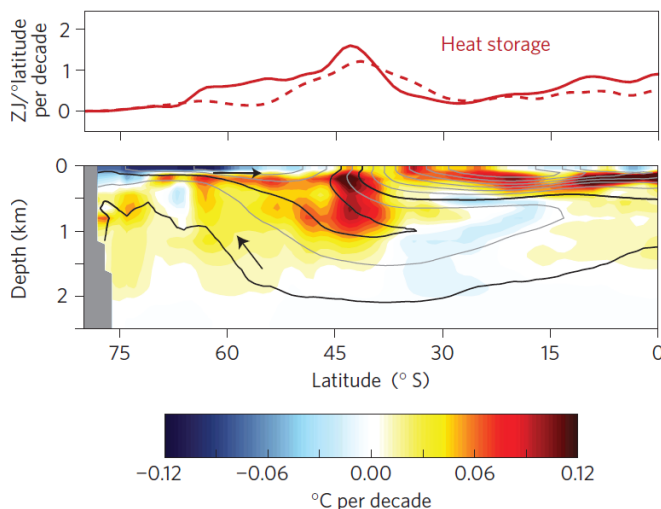 ZJ/°latitude
per decade
2
1
0
Heat storage
Depth (km)
0
1
2
75 60 45 30 15 0
Latitude (° S)
−0.12 −0.06 0.00 0.06 0.12
°C per decade